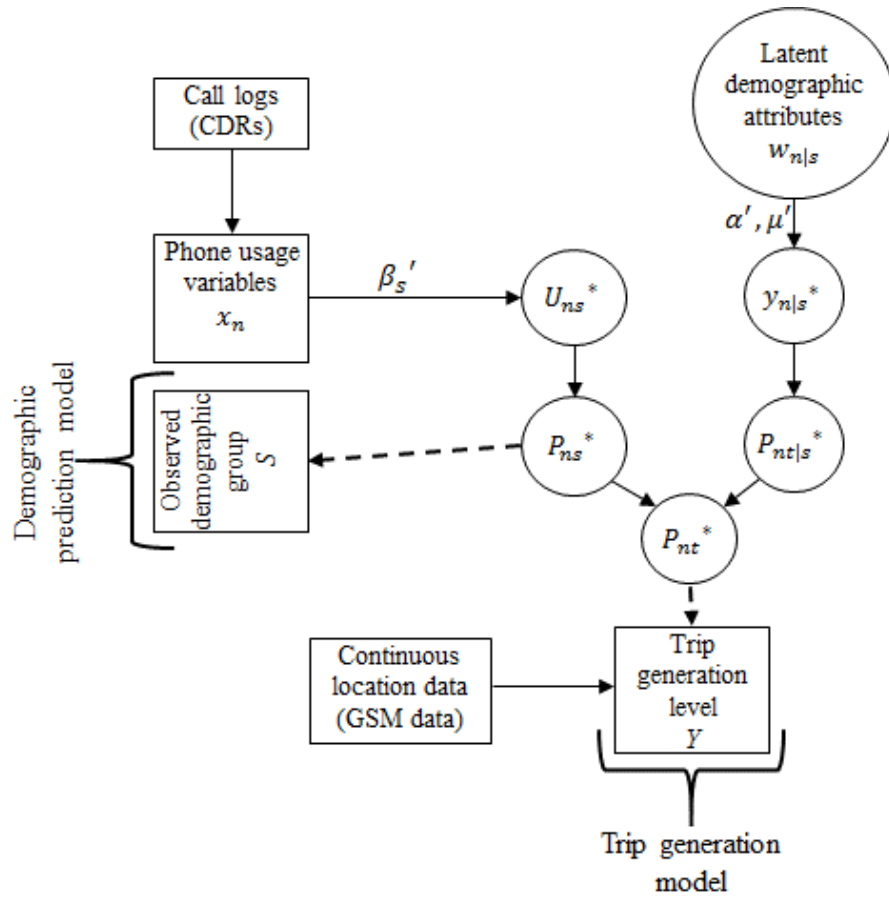 Call logs
(CDRs)
Latent
demographic
attributes
w_{n|s}
α′ , μ′
Phone usage
variables
x_n
β_s′
U_{ns}*
y_{n|s}*
Demographic
prediction model
Observed
demographic
group
S
P_{ns}*
P_{nt|s}*
P_{nt}*
Continuous
location data
(GSM data)
Trip
generation
level
Y
Trip generation
model